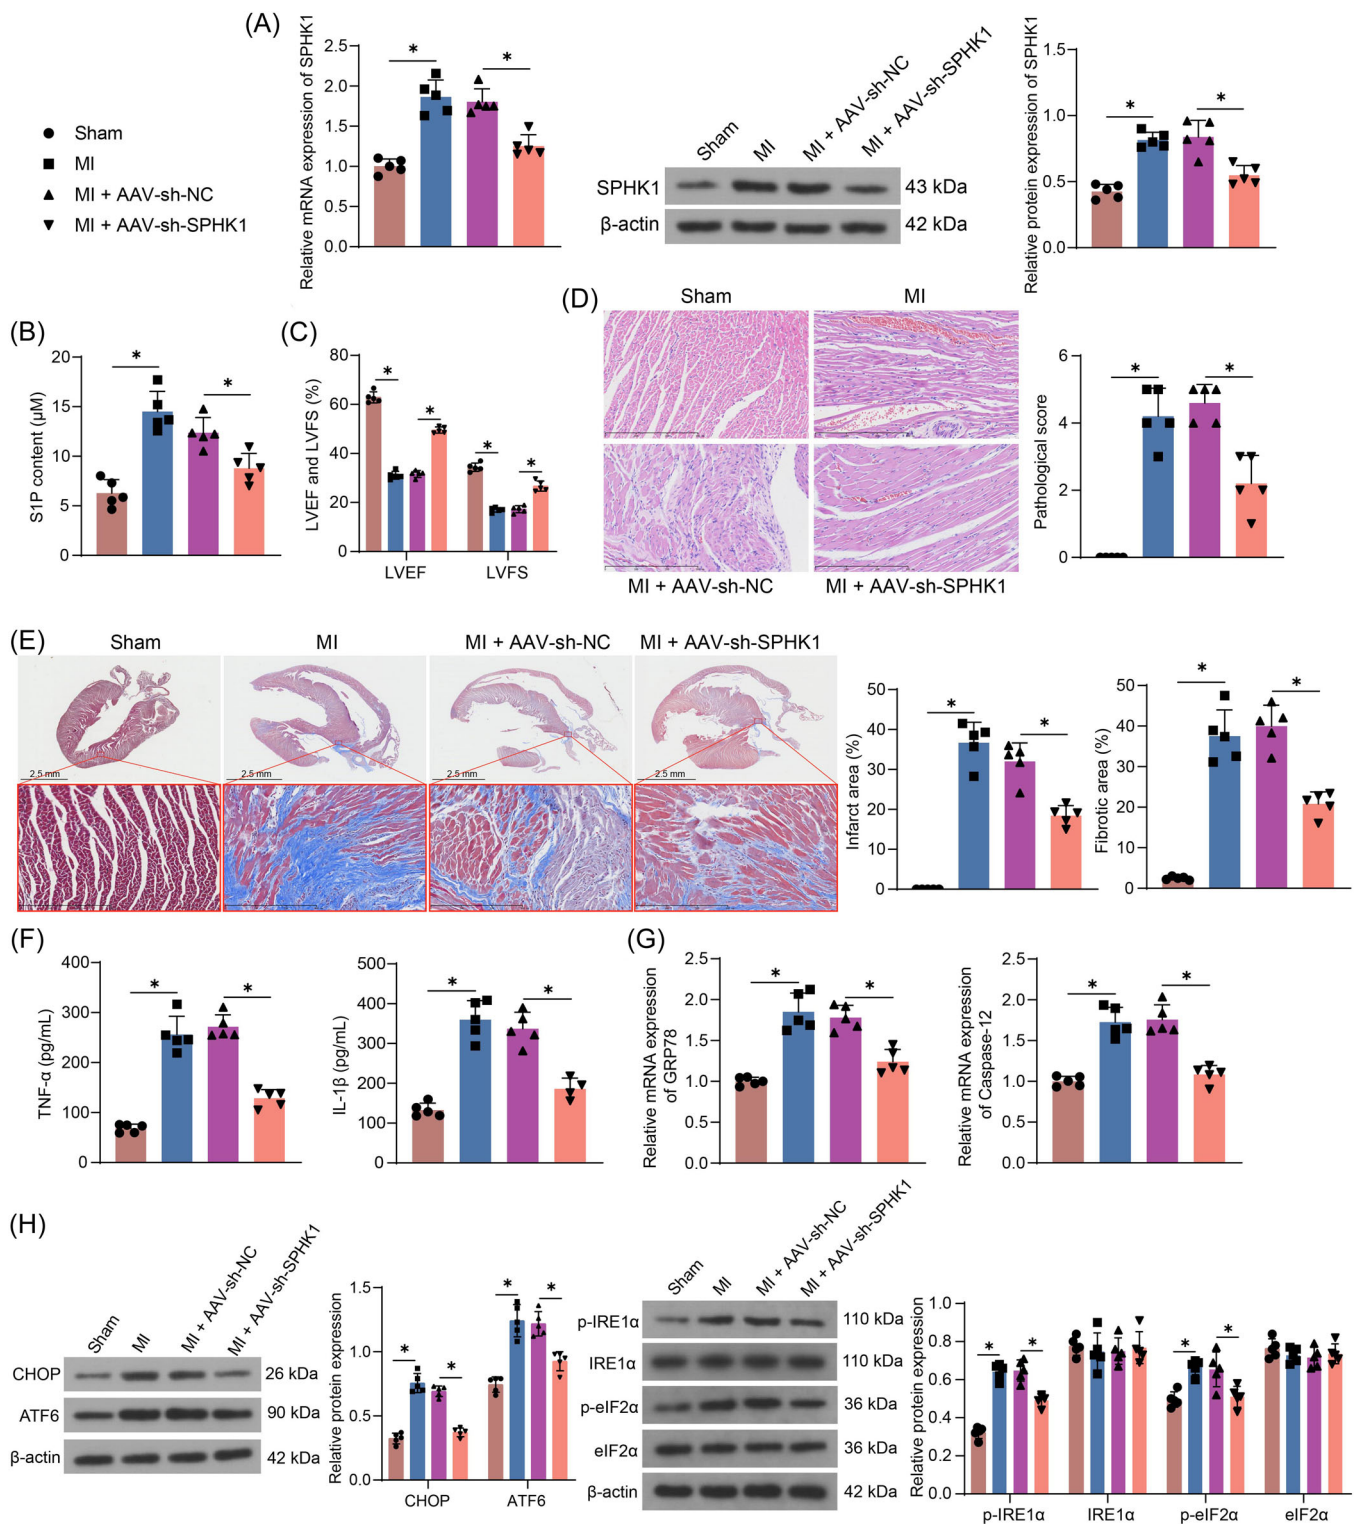 (A)
Sham
MI
MI + AAV-sh-NC
MI + AAV-sh-SPHK1
Relative mRNA expression of SPHK1
2.5
2.0
1.5
1.0
0.5
0.0
*
*
Sham
MI
MI + AAV-sh-NC
MI + AAV-sh-SPHK1
SPHK1
43 kDa
β-actin
42 kDa
Relative protein expression of SPHK1
1.5
1.0
0.5
0.0
*
*
(B)
S1P content (μM)
20
15
10
5
0
*
*
(C)
LVEF and LVFS (%)
80
60
40
20
0
*
*
*
*
LVEF
LVFS
(D)
Sham
MI
MI + AAV-sh-NC
MI + AAV-sh-SPHK1
Pathological score
6
4
2
0
*
*
(E)
Sham
MI
MI + AAV-sh-NC
MI + AAV-sh-SPHK1
2.5 mm
2.5 mm
2.5 mm
2.5 mm
Infarct area (%)
50
40
30
20
10
0
*
*
Fibrotic area (%)
50
40
30
20
10
0
*
*
(F)
TNF-α (pg/mL)
400
300
200
100
0
*
*
IL-1β (pg/mL)
500
400
300
200
100
0
*
*
(G)
Relative mRNA expression
of GRP78
2.5
2.0
1.5
1.0
0.5
0.0
*
*
Relative mRNA expression
of Caspase-12
2.5
2.0
1.5
1.0
0.5
0.0
*
*
(H)
Sham
MI
MI + AAV-sh-NC
MI + AAV-sh-SPHK1
CHOP
26 kDa
ATF6
90 kDa
β-actin
42 kDa
Relative protein expression
1.5
1.0
0.5
0.0
*
*
*
*
CHOP
ATF6
Sham
MI
MI + AAV-sh-NC
MI + AAV-sh-SPHK1
p-IRE1α
110 kDa
IRE1α
110 kDa
p-eIF2α
36 kDa
eIF2α
36 kDa
β-actin
42 kDa
Relative protein expression
1.0
0.8
0.6
0.4
0.2
0.0
*
*
*
*
p-IRE1α
IRE1α
p-eIF2α
eIF2α